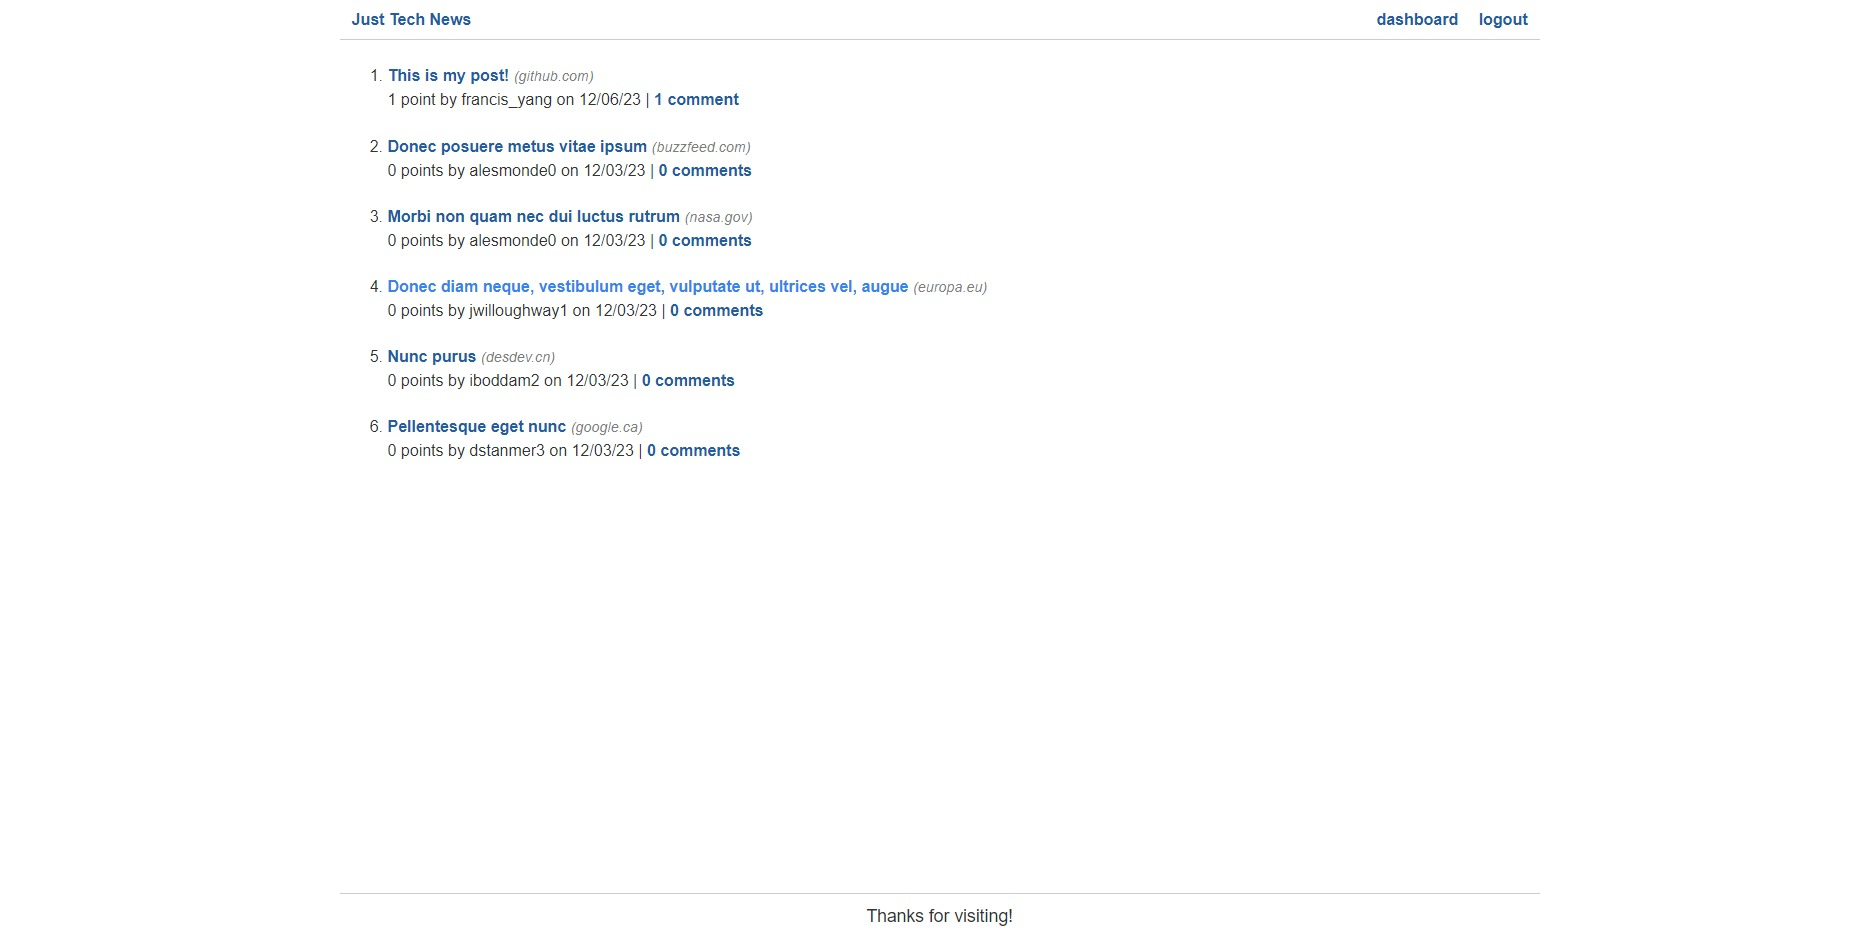 Just Tech News
dashboard logout
1. This is my post! (github.com)
1 point by francis_yang on 12/06/23 | 1 comment
2. Donec posuere metus vitae ipsum (buzzfeed.com)
0 points by alesmonde0 on 12/03/23 | 0 comments
3. Morbi non quam nec dui luctus rutrum (nasa.gov)
0 points by alesmonde0 on 12/03/23 | 0 comments
4. Donec diam neque, vestibulum eget, vulputate ut, ultrices vel, augue (europa.eu)
0 points by jwilloughway1 on 12/03/23 | 0 comments
5. Nunc purus (desdev.cn)
0 points by iboddam2 on 12/03/23 | 0 comments
6. Pellentesque eget nunc (google.ca)
0 points by dstanmer3 on 12/03/23 | 0 comments
Thanks for visiting!